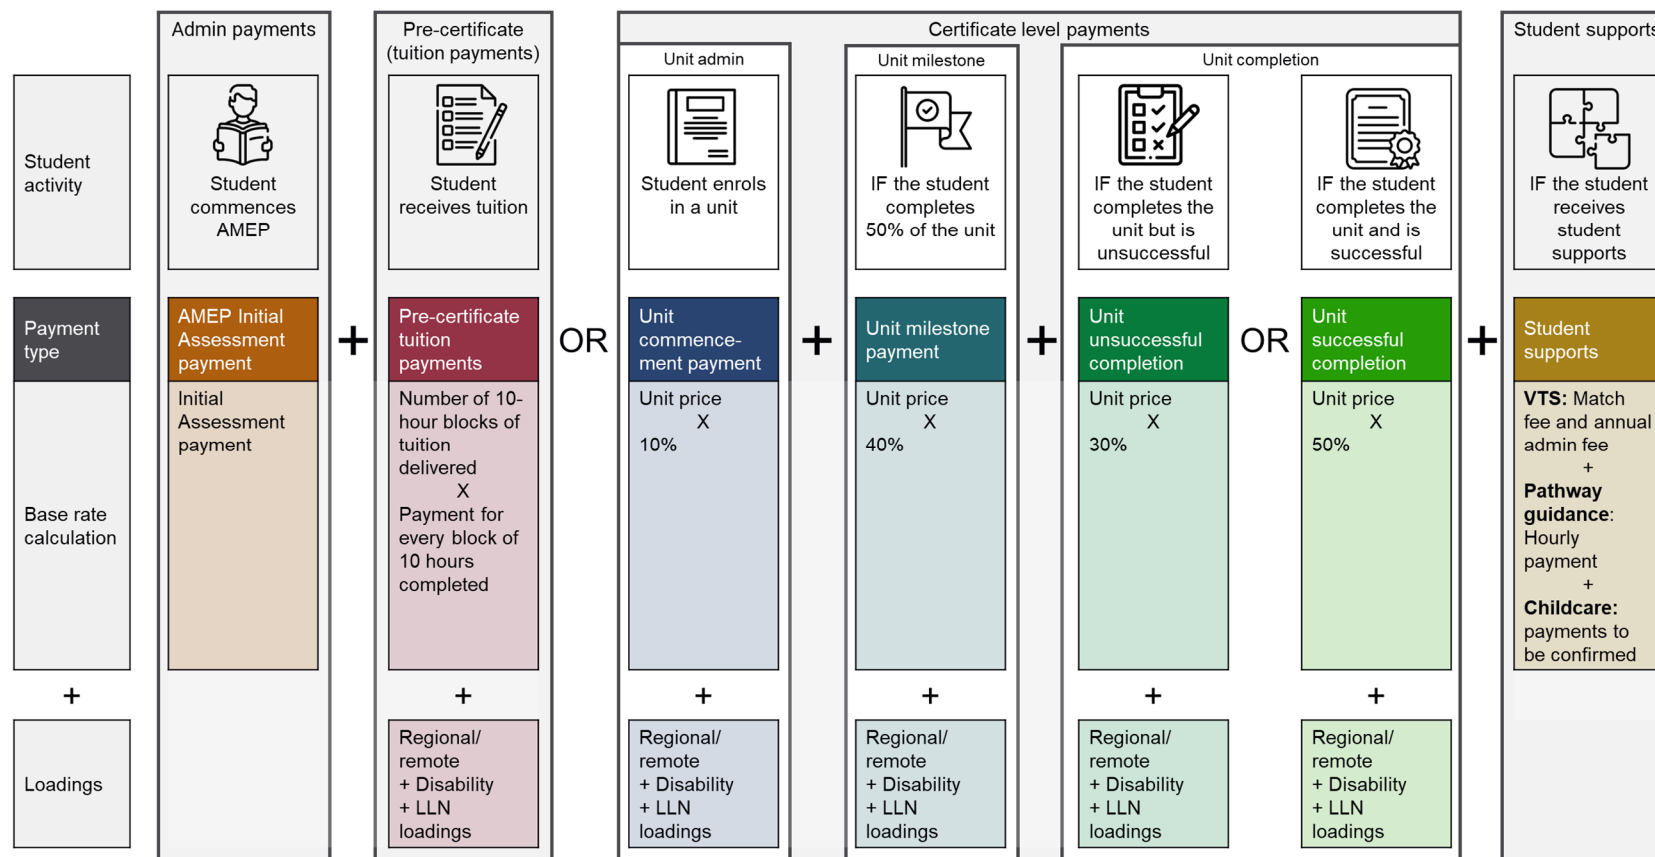 Admin payments
Pre-certificate
(tuition payments)
Certificate level payments
Student supports
Unit admin
Unit milestone
Unit completion
Student
activity
Student
commences
AMEP
Student
receives tuition
Student enrols
in a unit
IF the student
completes
50% of the unit
IF the student
completes the
unit but is
unsuccessful
IF the student
completes the
unit and is
successful
IF the student
receives
student
supports
Payment
type
AMEP Initial
Assessment
payment
+
Pre-certificate
tuition
payments
OR
Unit
commence-
ment payment
+
Unit milestone
payment
+
Unit
unsuccessful
completion
OR
Unit
successful
completion
+
Student
supports
Base rate
calculation
Initial
Assessment
payment
Number of 10-
hour blocks of
tuition
delivered
X
Payment for
every block of
10 hours
completed
Unit price
X
10%
Unit price
X
40%
Unit price
X
30%
Unit price
X
50%
VTS: Match
fee and annual
admin fee
+
Pathway
guidance:
Hourly
payment
+
Childcare:
payments to
be confirmed
+
+
+
+
+
+
Loadings
Regional/
remote
+ Disability
+ LLN
loadings
Regional/
remote
+ Disability
+ LLN
loadings
Regional/
remote
+ Disability
+ LLN
loadings
Regional/
remote
+ Disability
+ LLN
loadings
Regional/
remote
+ Disability
+ LLN
loadings